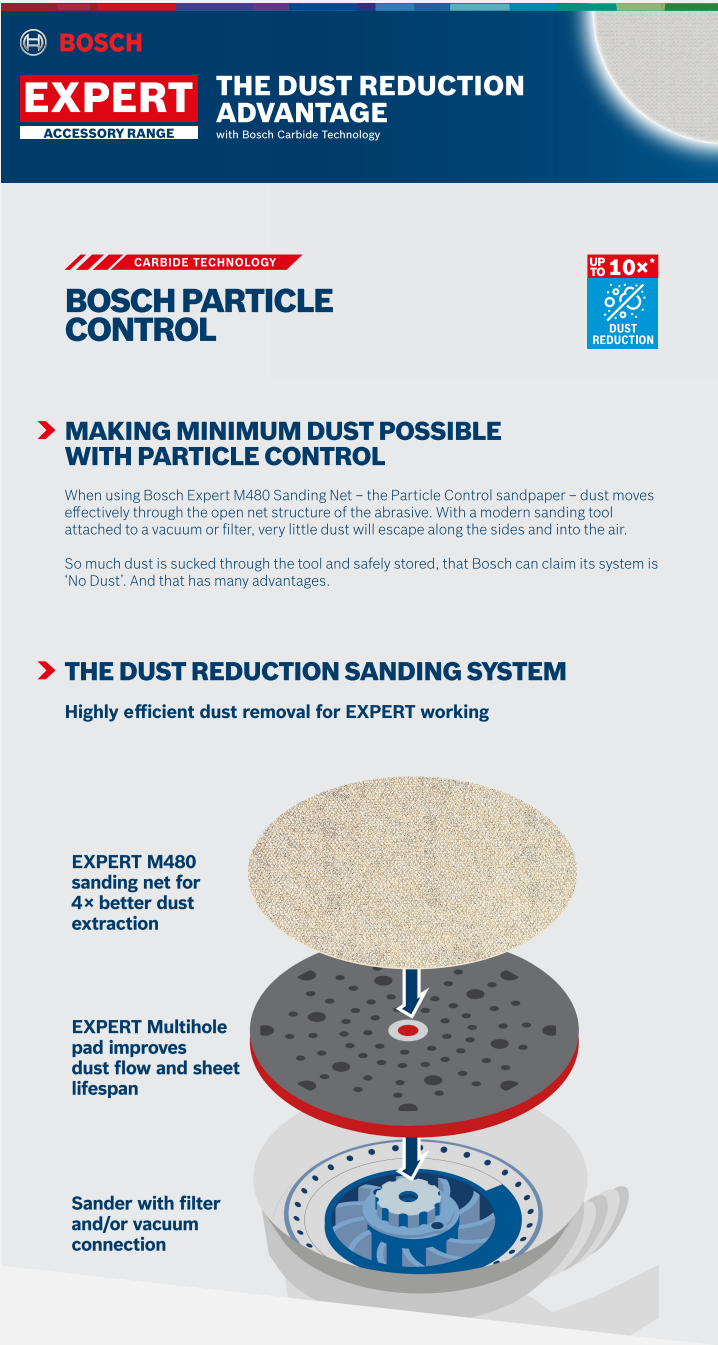 BOSCH
EXPERT
ACCESSORY RANGE
THE DUST REDUCTION
ADVANTAGE
with Bosch Carbide Technology
CARBIDE TECHNOLOGY
BOSCH PARTICLE
CONTROL
UP
TO 10×*
DUST
REDUCTION
MAKING MINIMUM DUST POSSIBLE
WITH PARTICLE CONTROL
When using Bosch Expert M480 Sanding Net – the Particle Control sandpaper – dust moves
effectively through the open net structure of the abrasive. With a modern sanding tool
attached to a vacuum or filter, very little dust will escape along the sides and into the air.
So much dust is sucked through the tool and safely stored, that Bosch can claim its system is
‘No Dust’. And that has many advantages.
THE DUST REDUCTION SANDING SYSTEM
Highly efficient dust removal for EXPERT working
EXPERT M480
sanding net for
4× better dust
extraction
EXPERT Multihole
pad improves
dust flow and sheet
lifespan
Sander with filter
and/or vacuum
connection